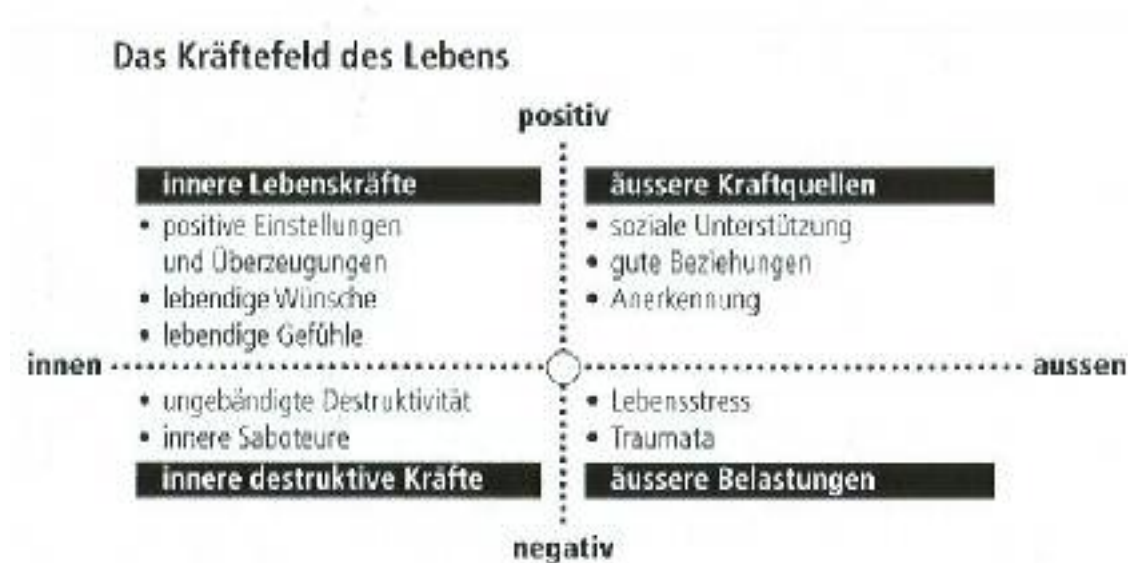 Das Kräftefeld des Lebens
positiv
innere Lebenskräfte
• positive Einstellungen
und Überzeugungen
• lebendige Wünsche
• lebendige Gefühle
äussere Kraftquellen
• soziale Unterstützung
• gute Beziehungen
• Anerkennung
innen
aussen
• ungebändigte Destruktivität
• innere Saboteure
innere destruktive Kräfte
• Lebensstress
• Traumata
äussere Belastungen
negativ